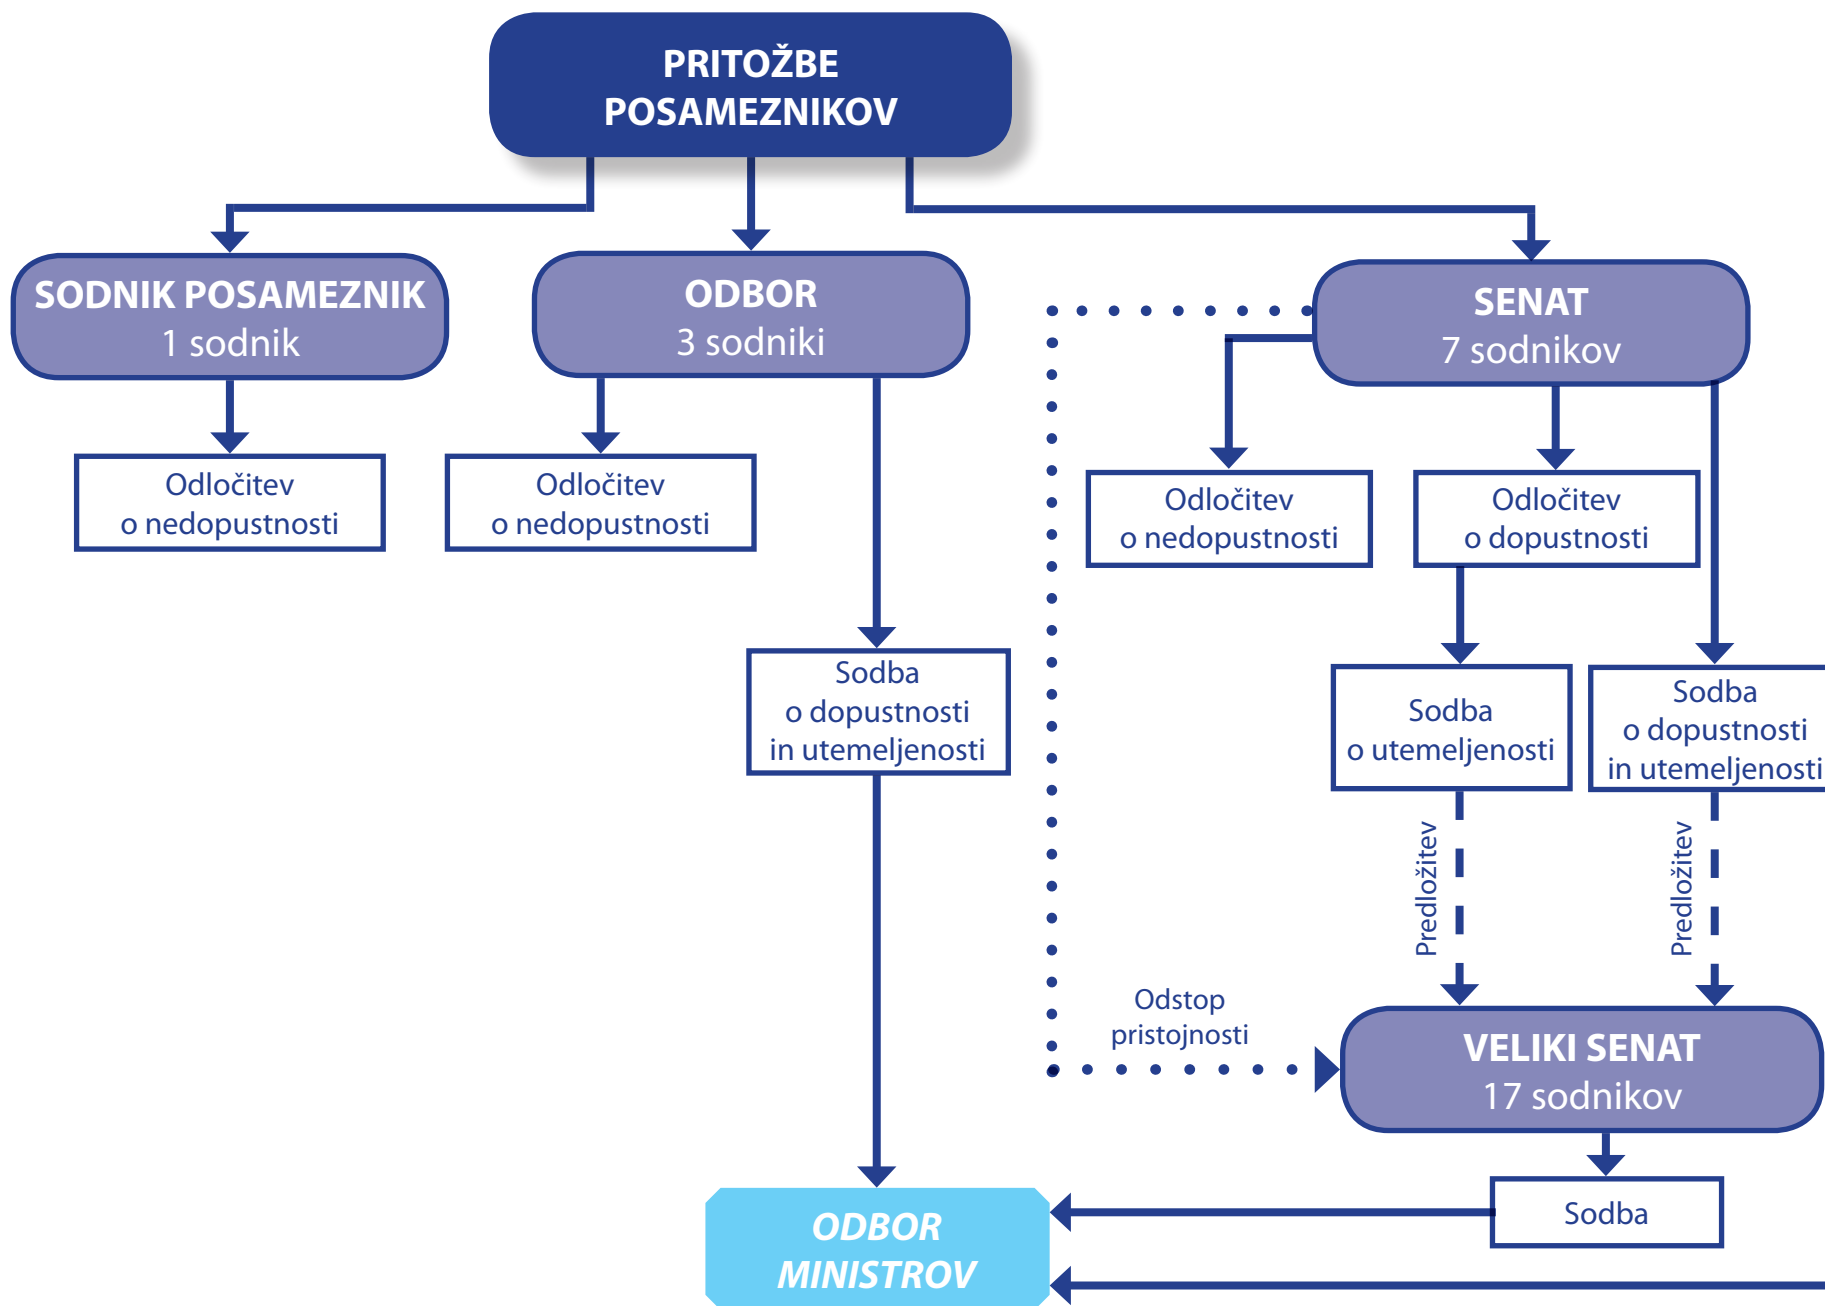 PRITOŽBE
POSAMEZNIKOV
SODNIK POSAMEZNIK
1 sodnik
ODBOR
3 sodniki
SENAT
7 sodnikov
Odločitev
o nedopustnosti
Odločitev
o nedopustnosti
Odločitev
o nedopustnosti
Odločitev
o dopustnosti
Sodba
o dopustnosti
in utemeljenosti
Sodba
o utemeljenosti
Sodba
o dopustnosti
in utemeljenosti
Predložitev
Predložitev
Odstop
pristojnosti
VELIKI SENAT
17 sodnikov
Sodba
ODBOR
MINISTROV